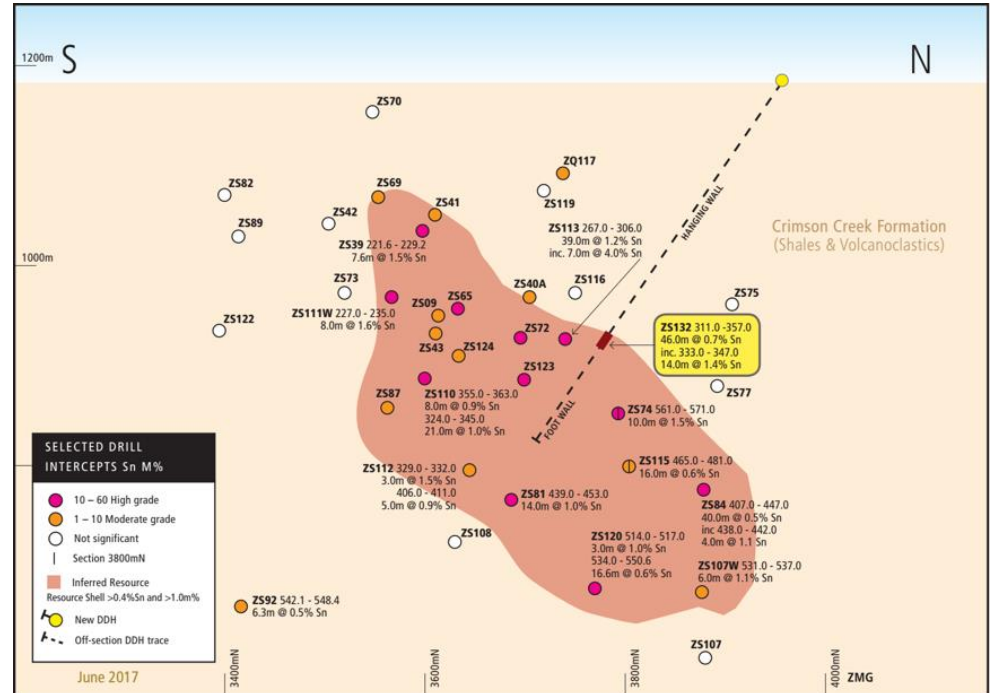 1200m
S
N
ZS70
ZQ117
ZS82
ZS69
ZS119
ZS41
ZS89
ZS42
HANGING WALL
Crimson Creek Formation
(Shales & Volcanoclastics)
ZS113 267.0 - 306.0
39.0m @ 1.2% Sn
inc. 7.0m @ 4.0% Sn
ZS39 221.6 - 229.2
7.6m @ 1.5% Sn
1000m
ZS73
ZS116
ZS75
ZS40A
ZS65
ZS09
ZS111W 227.0 - 235.0
8.0m @ 1.6% Sn
ZS122
ZS72
ZS43
ZS124
ZS132 311.0 -357.0
46.0m @ 0.7% Sn
inc. 333.0 - 347.0
14.0m @ 1.4% Sn
ZS123
ZS77
ZS87
ZS110 355.0 - 363.0
8.0m @ 0.9% Sn
324.0 - 345.0
21.0m @ 1.0% Sn
FOOT WALL
ZS74 561.0 - 571.0
10.0m @ 1.5% Sn
ZS112 329.0 - 332.0
3.0m @ 1.5% Sn
406.0 - 411.0
5.0m @ 0.9% Sn
ZS115 465.0 - 481.0
16.0m @ 0.6% Sn
ZS81 439.0 - 453.0
14.0m @ 1.0% Sn
ZS84 407.0 - 447.0
40.0m @ 0.5% Sn
inc 438.0 - 442.0
4.0m @ 1.1 Sn
ZS108
ZS120 514.0 - 517.0
3.0m @ 1.0% Sn
534.0 - 550.6
16.6m @ 0.6% Sn
ZS107W 531.0 - 537.0
6.0m @ 1.1% Sn
ZS92 542.1 - 548.4
6.3m @ 0.5% Sn
ZS107
SELECTED DRILL
INTERCEPTS Sn M%
10 – 60 High grade
1 – 10 Moderate grade
Not significant
Section 3800mN
Inferred Resource
Resource Shell >0.4%Sn and >1.0m%
New DDH
Off-section DDH trace
June 2017
3400mN
3600mN
3800mN
4000mN
ZMG